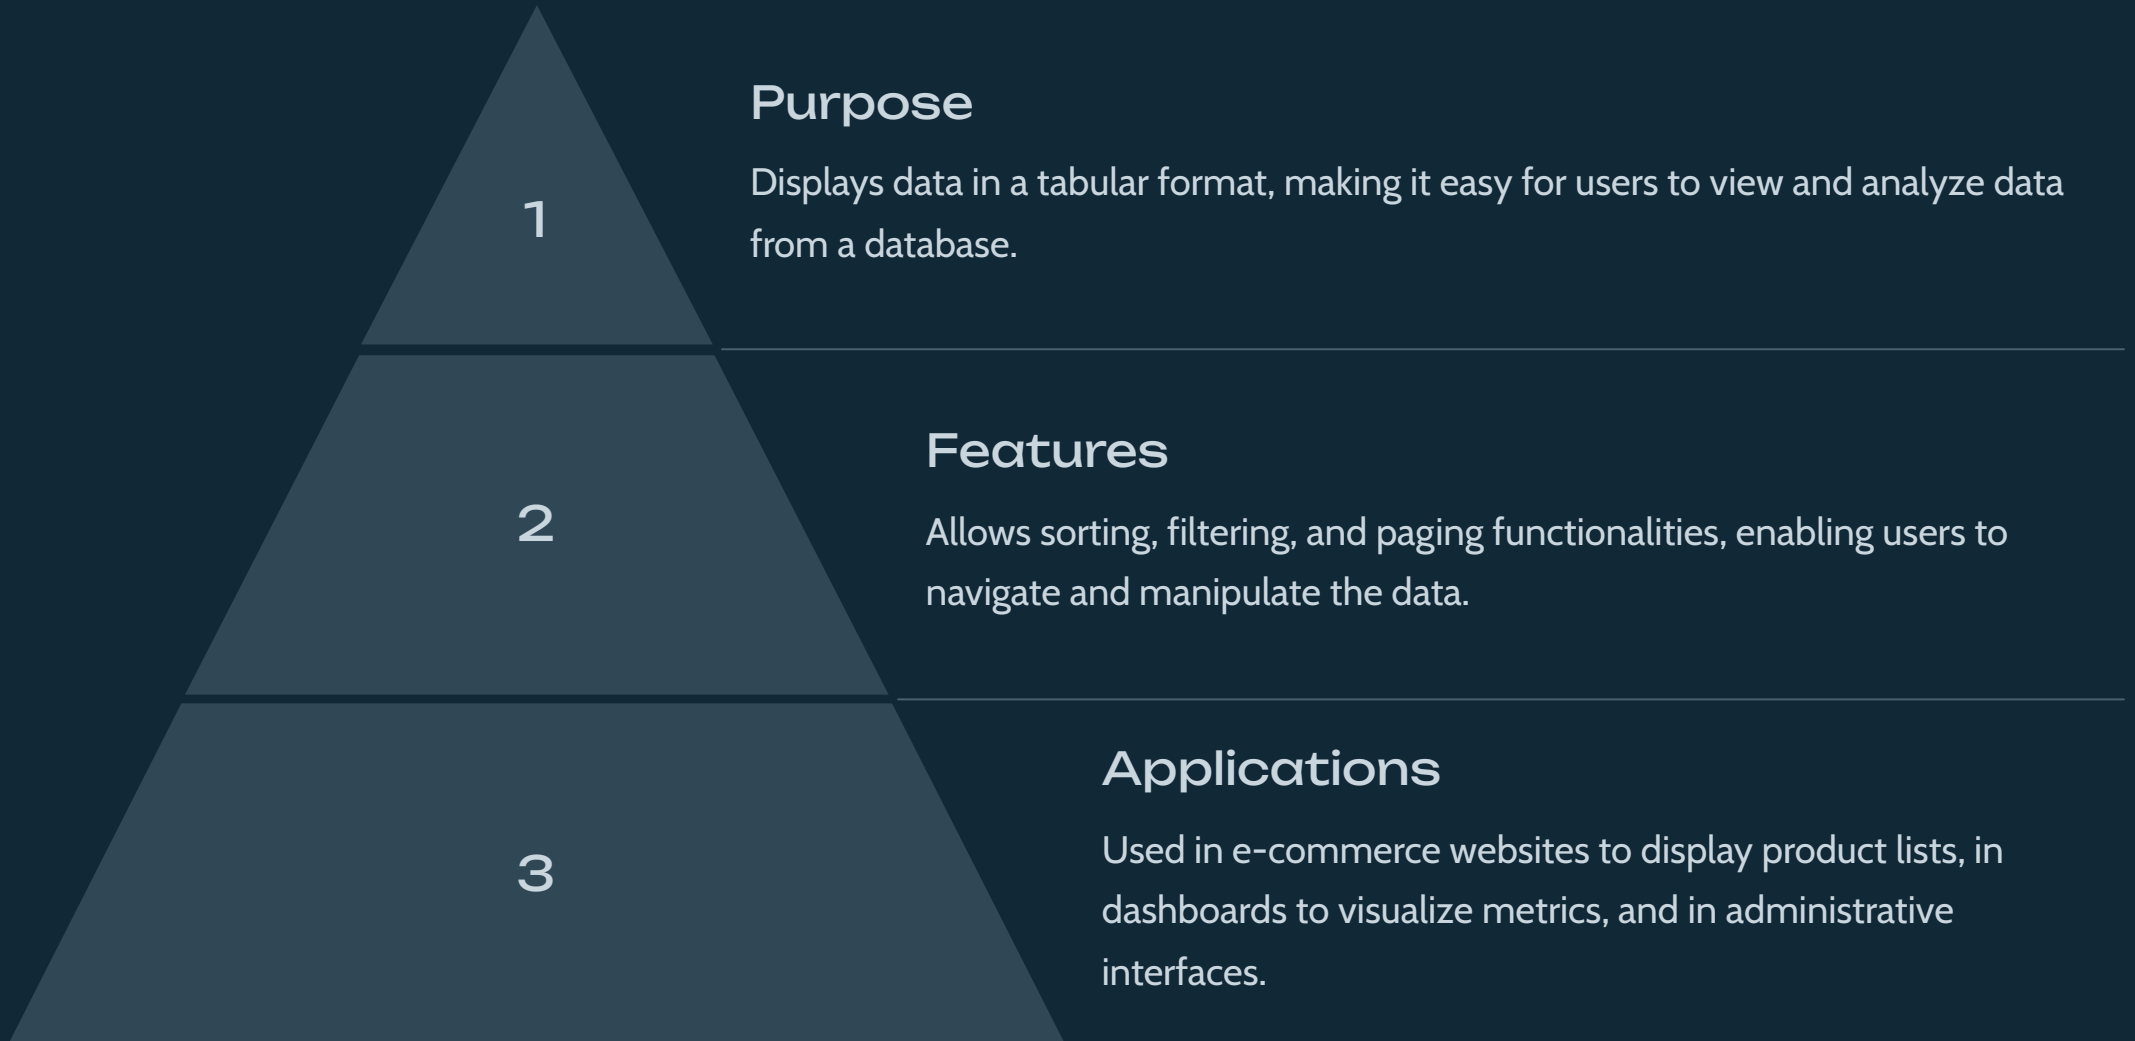 1
Purpose
Displays data in a tabular format, making it easy for users to view and analyze data
from a database.
2
Features
Allows sorting, filtering, and paging functionalities, enabling users to
navigate and manipulate the data.
3
Applications
Used in e-commerce websites to display product lists, in
dashboards to visualize metrics, and in administrative
interfaces.